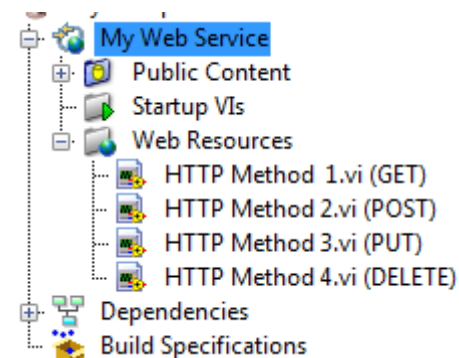 My Web Service
Public Content
Startup VIs
Web Resources
HTTP Method 1.vi (GET)
HTTP Method 2.vi (POST)
HTTP Method 3.vi (PUT)
HTTP Method 4.vi (DELETE)
Dependencies
Build Specifications